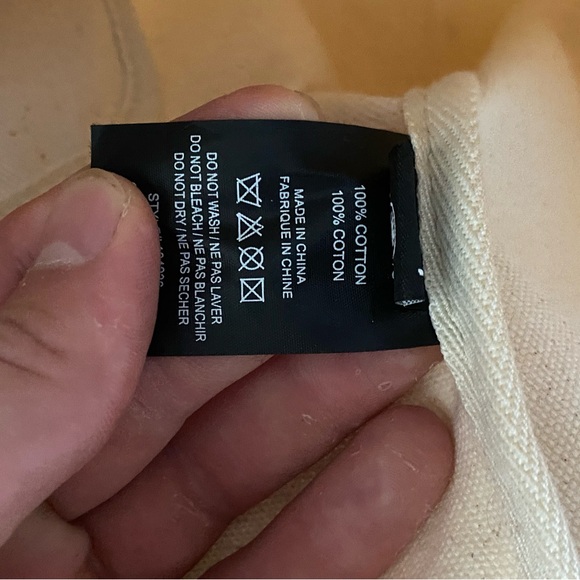 100% COTTON
100% COTON
MADE IN CHINA
FABRIQUE EN CHINE
DO NOT WASH / NE PAS LAVER
DO NOT BLEACH / NE PAS BLANCHIR
DO NOT DRY / NE PAS SECHER